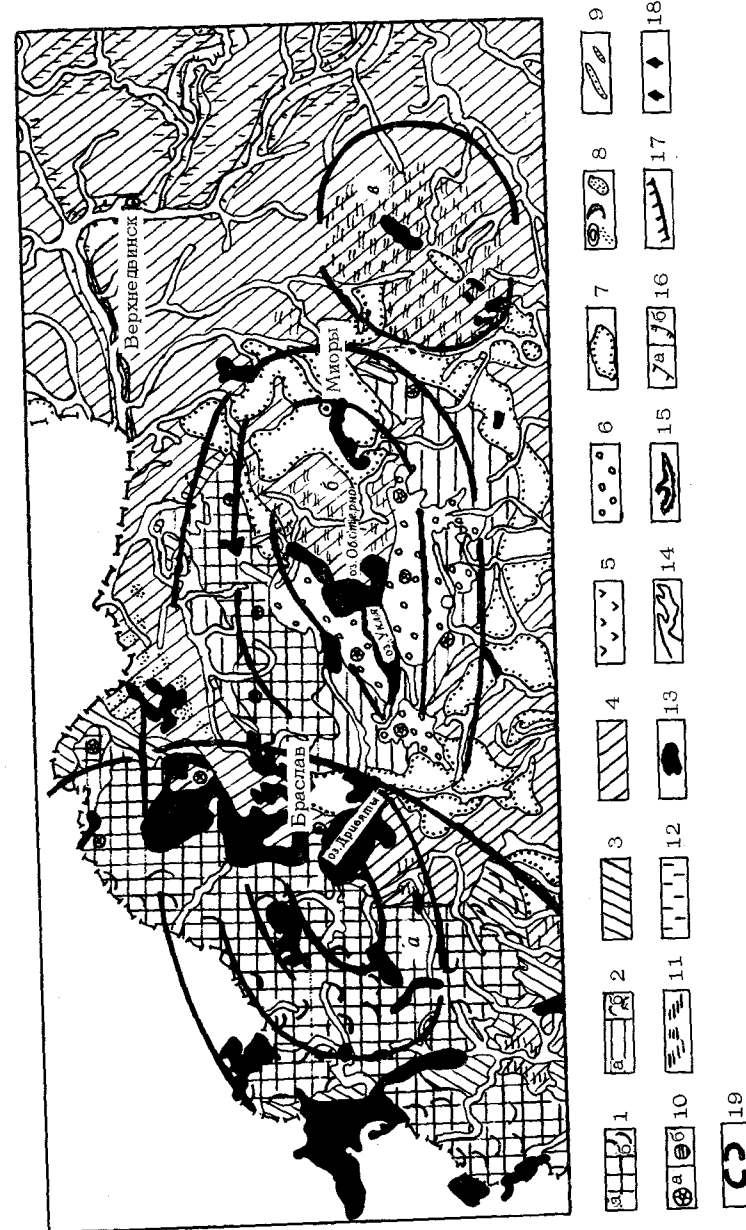 Верхнедвинск
Миоры
Браслав
оз. Обстерно
оз. Укля
оз. Дривяты
а
б
в
а б 1
а б 2
3
4
5
6
7
8
9
а б 10
11
12
13
14
15
а б 16
17
18
19